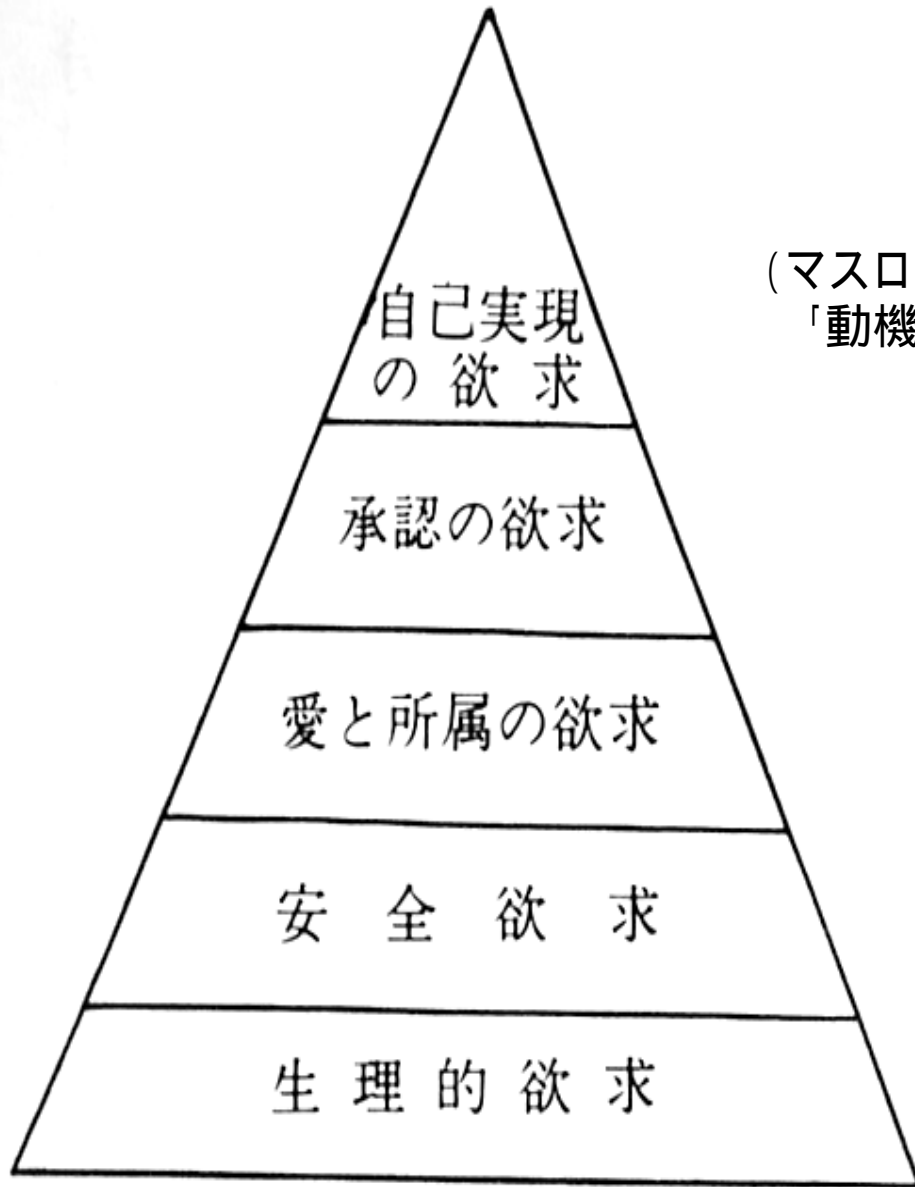 (マスロ
「動機
自己実現
の欲求
承認の欲求
愛と所属の欲求
安全欲求
生理的欲求